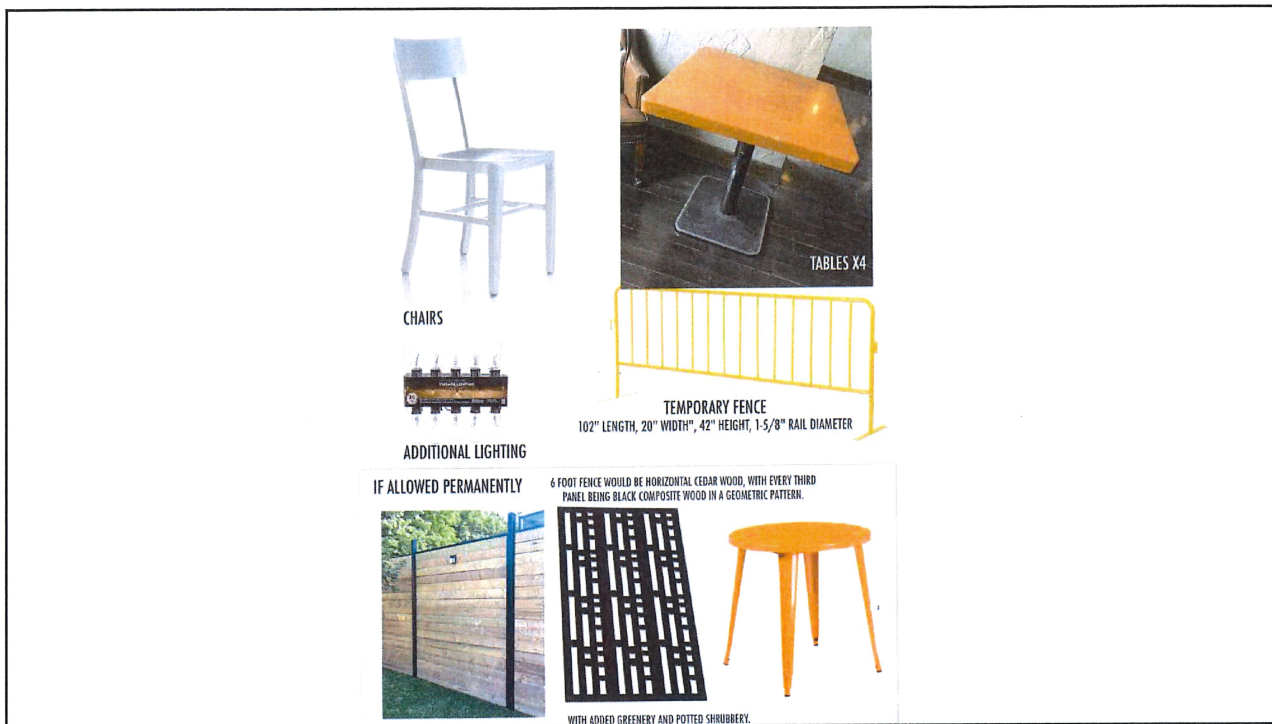 TABLES X4
CHAIRS
TEMPORARY FENCE
102" LENGTH, 20" WIDTH", 42" HEIGHT, 1-5/8" RAIL DIAMETER
ADDITIONAL LIGHTING
IF ALLOWED PERMANENTLY
6 FOOT FENCE WOULD BE HORIZONTAL CEDAR WOOD, WITH EVERY THIRD
PANEL BEING BLACK COMPOSITE WOOD IN A GEOMETRIC PATTERN.
WITH ADDED GREENERY AND POTTED SHRUBBERY.